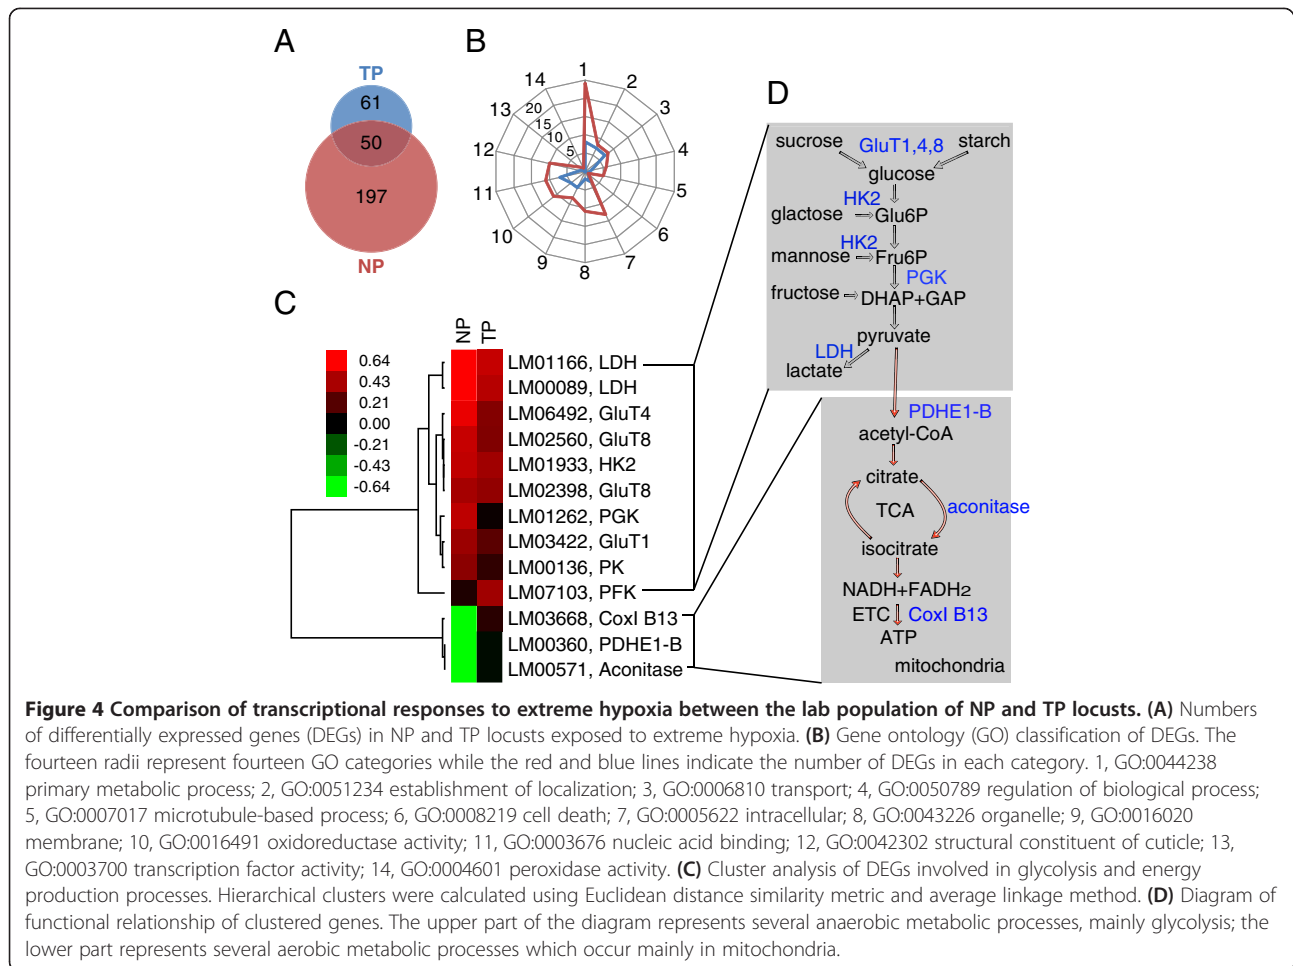 A
TP
61
50
197
NP
B
1
2
3
4
5
6
7
8
9
10
11
12
13
14
20
15
10
5
C
NP
TP
0.64
0.43
0.21
0.00
-0.21
-0.43
-0.64
LM01166, LDH
LM00089, LDH
LM06492, GluT4
LM02560, GluT8
LM01933, HK2
LM02398, GluT8
LM01262, PGK
LM03422, GluT1
LM00136, PK
LM07103, PFK
LM03668, CoxI B13
LM00360, PDHE1-B
LM00571, Aconitase
D
sucrose GluT1,4,8 starch
glucose
HK2
glactose Glu6P
HK2
mannose Fru6P
PGK
fructose DHAP+GAP
pyruvate
LDH
lactate
PDHE1-B
acetyl-CoA
citrate
TCA aconitase
isocitrate
NADH+FADH2
ETC CoxI B13
ATP
mitochondria
Figure 4 Comparison of transcriptional responses to extreme hypoxia between the lab population of NP and TP locusts. (A) Numbers
of differentially expressed genes (DEGs) in NP and TP locusts exposed to extreme hypoxia. (B) Gene ontology (GO) classification of DEGs. The
fourteen radii represent fourteen GO categories while the red and blue lines indicate the number of DEGs in each category. 1, GO:0044238
primary metabolic process; 2, GO:0051234 establishment of localization; 3, GO:0006810 transport; 4, GO:0050789 regulation of biological process;
5, GO:0007017 microtubule-based process; 6, GO:0008219 cell death; 7, GO:0005622 intracellular; 8, GO:0043226 organelle; 9, GO:0016020
membrane; 10, GO:0016491 oxidoreductase activity; 11, GO:0003676 nucleic acid binding; 12, GO:0042302 structural constituent of cuticle; 13,
GO:0003700 transcription factor activity; 14, GO:0004601 peroxidase activity. (C) Cluster analysis of DEGs involved in glycolysis and energy
production processes. Hierarchical clusters were calculated using Euclidean distance similarity metric and average linkage method. (D) Diagram of
functional relationship of clustered genes. The upper part of the diagram represents several anaerobic metabolic processes, mainly glycolysis; the
lower part represents several aerobic metabolic processes which occur mainly in mitochondria.